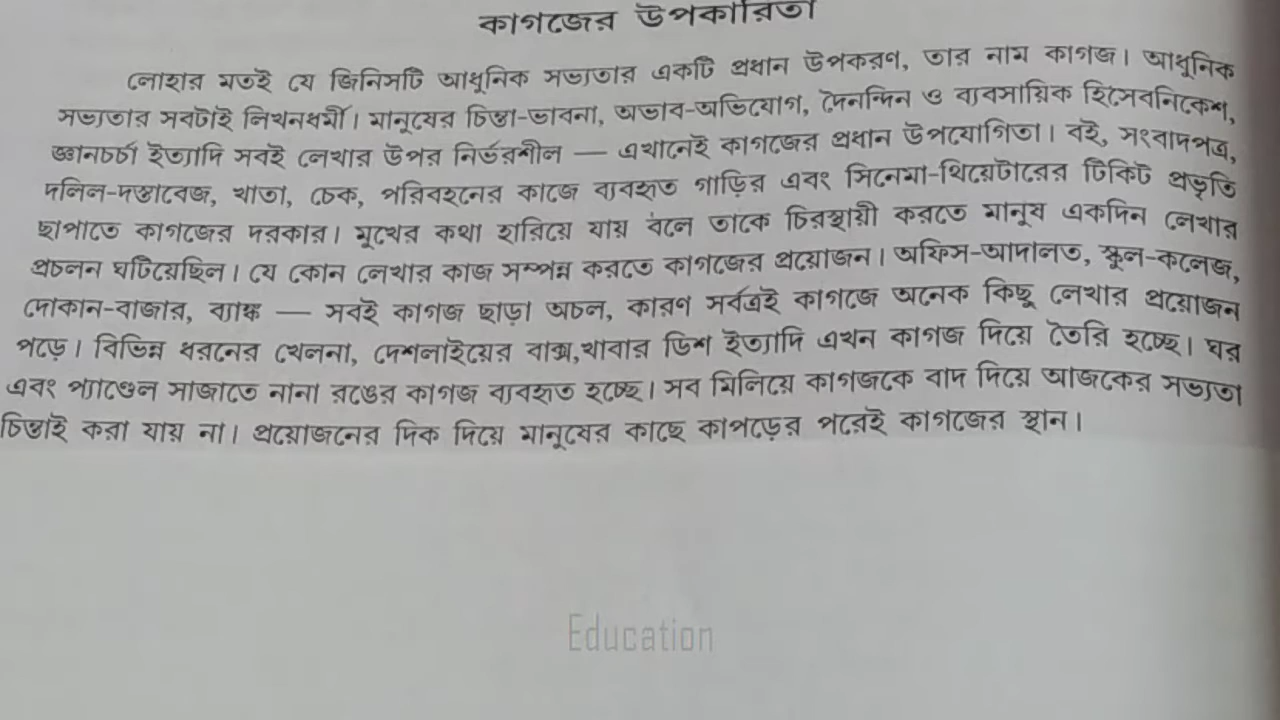 কাগজের উপকারিতা
লোহার মতই যে জিনিসটি আধুনিক সভ্যতার একটি প্রধান উপকরণ, তার নাম কাগজ। আধুনিক
সভ্যতার সবটাই লিখনধর্মী। মানুষের চিন্তা-ভাবনা, অভাব-অভিযোগ, দৈনন্দিন ও ব্যবসায়িক হিসেবনিকেশ,
জ্ঞানচর্চা ইত্যাদি সবই লেখার উপর নির্ভরশীল — এখানেই কাগজের প্রধান উপযোগিতা। বই, সংবাদপত্র,
দলিল-দস্তাবেজ, খাতা, চেক, পরিবহনের কাজে ব্যবহৃত গাড়ির এবং সিনেমা-থিয়েটারের টিকিট প্রভৃতি
ছাপাতে কাগজের দরকার। মুখের কথা হারিয়ে যায় বলে তাকে চিরস্থায়ী করতে মানুষ একদিন লেখার
প্রচলন ঘটিয়েছিল। যে কোন লেখার কাজ সম্পন্ন করতে কাগজের প্রয়োজন। অফিস-আদালত, স্কুল-কলেজ,
দোকান-বাজার, ব্যাঙ্ক — সবই কাগজ ছাড়া অচল, কারণ সর্বত্রই কাগজে অনেক কিছু লেখার প্রয়োজন
পড়ে। বিভিন্ন ধরনের খেলনা, দেশলাইয়ের বাক্স,খাবার ডিশ ইত্যাদি এখন কাগজ দিয়ে তৈরি হচ্ছে। ঘর
এবং প্যাণ্ডেল সাজাতে নানা রঙের কাগজ ব্যবহৃত হচ্ছে। সব মিলিয়ে কাগজকে বাদ দিয়ে আজকের সভ্যতা
চিন্তাই করা যায় না। প্রয়োজনের দিক দিয়ে মানুষের কাছে কাপড়ের পরেই কাগজের স্থান।
Education